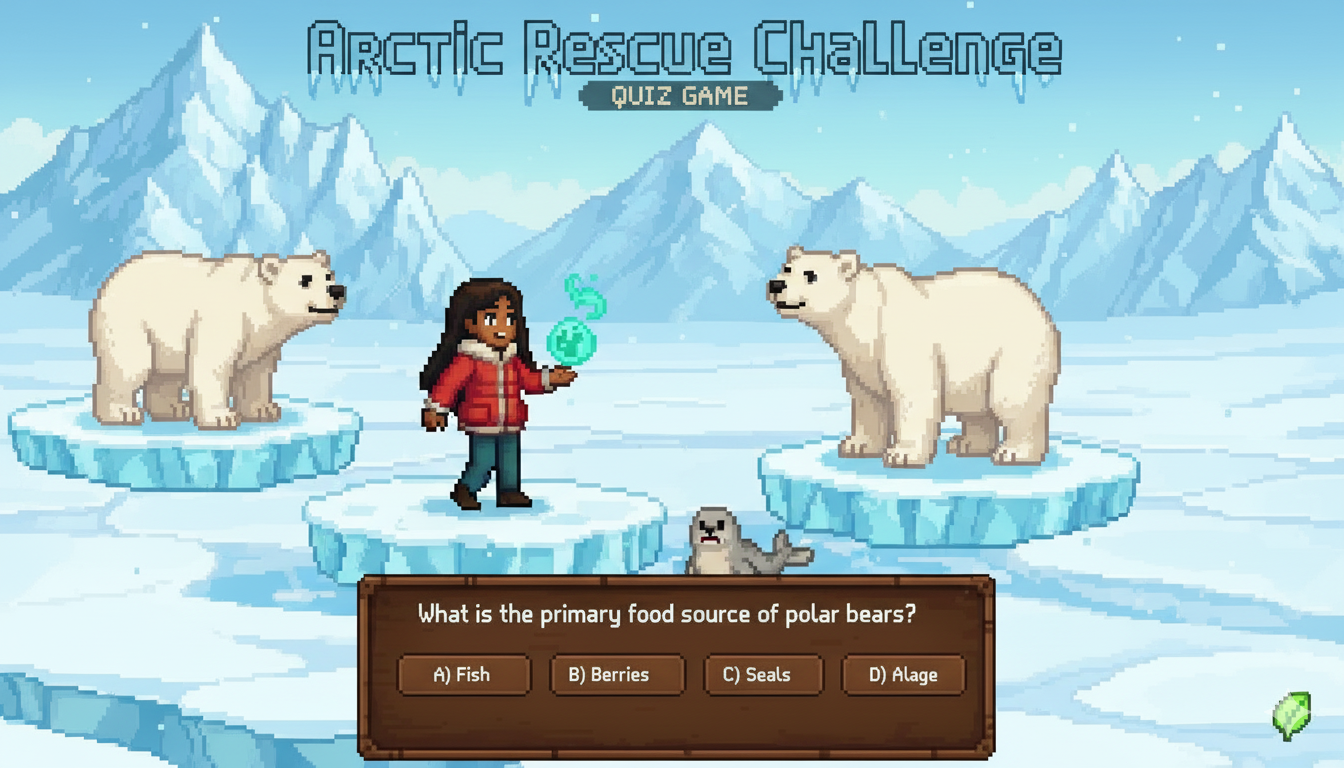 Arctic Rescue Challenge
QUIZ GAME
What is the primary food source of polar bears?
A) Fish
B) Berries
C) Seals
D) Alage